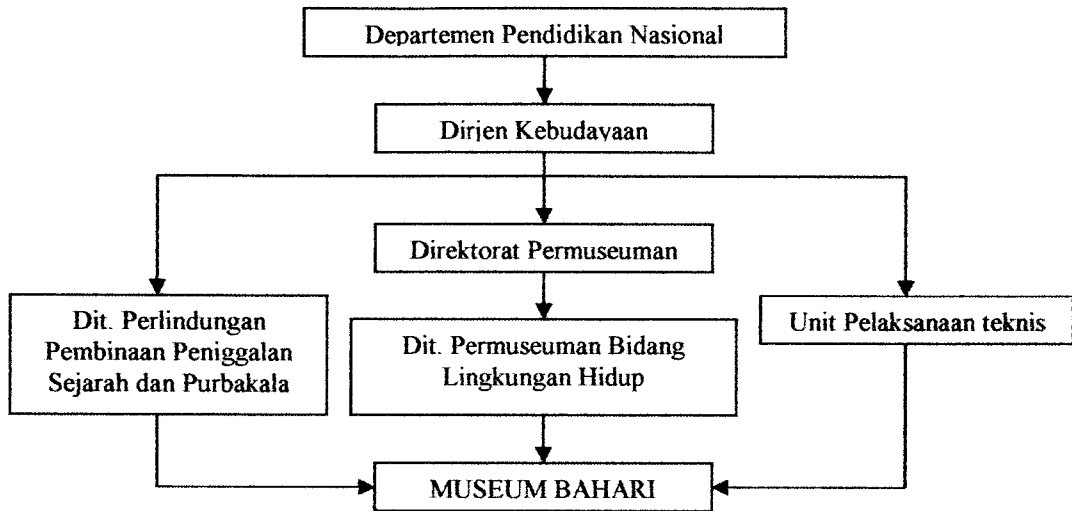 Departemen Pendidikan Nasional
Dirjen Kebudayaan
Direktorat Permuseuman
Dit. Perlindungan
Pembinaan Peniggalan
Sejarah dan Purbakala
Dit. Permuseuman Bidang
Lingkungan Hidup
Unit Pelaksanaan teknis
MUSEUM BAHARI